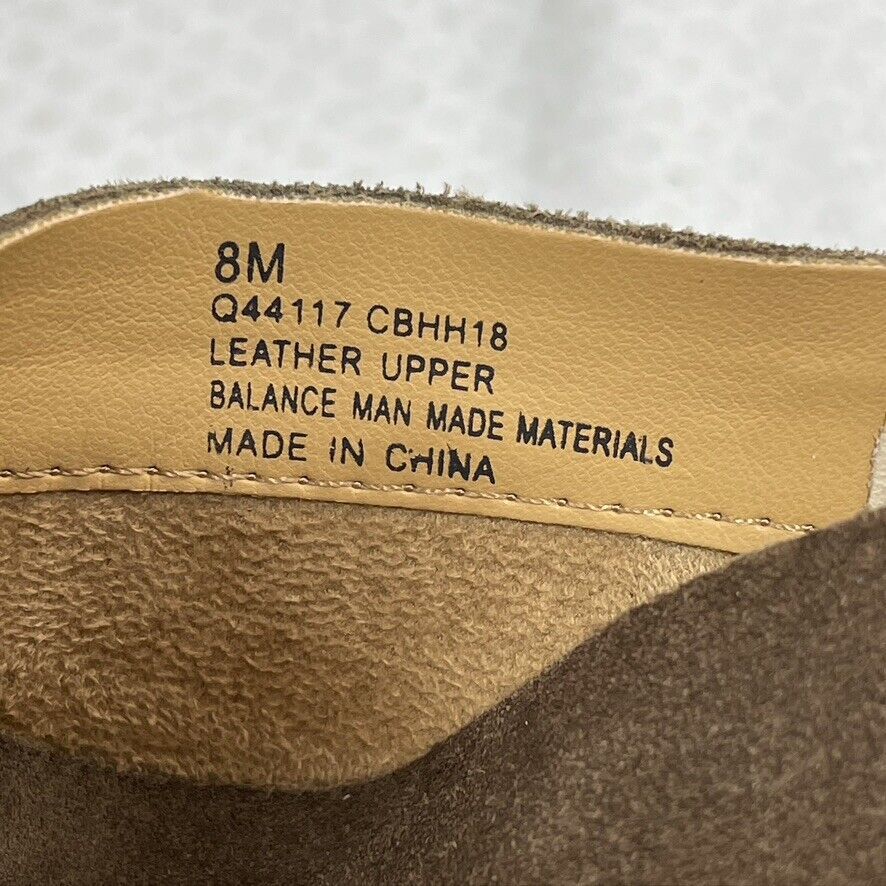 8M
Q44117 CBHH18
LEATHER UPPER
BALANCE MAN MADE MATERIALS
MADE IN CHINA